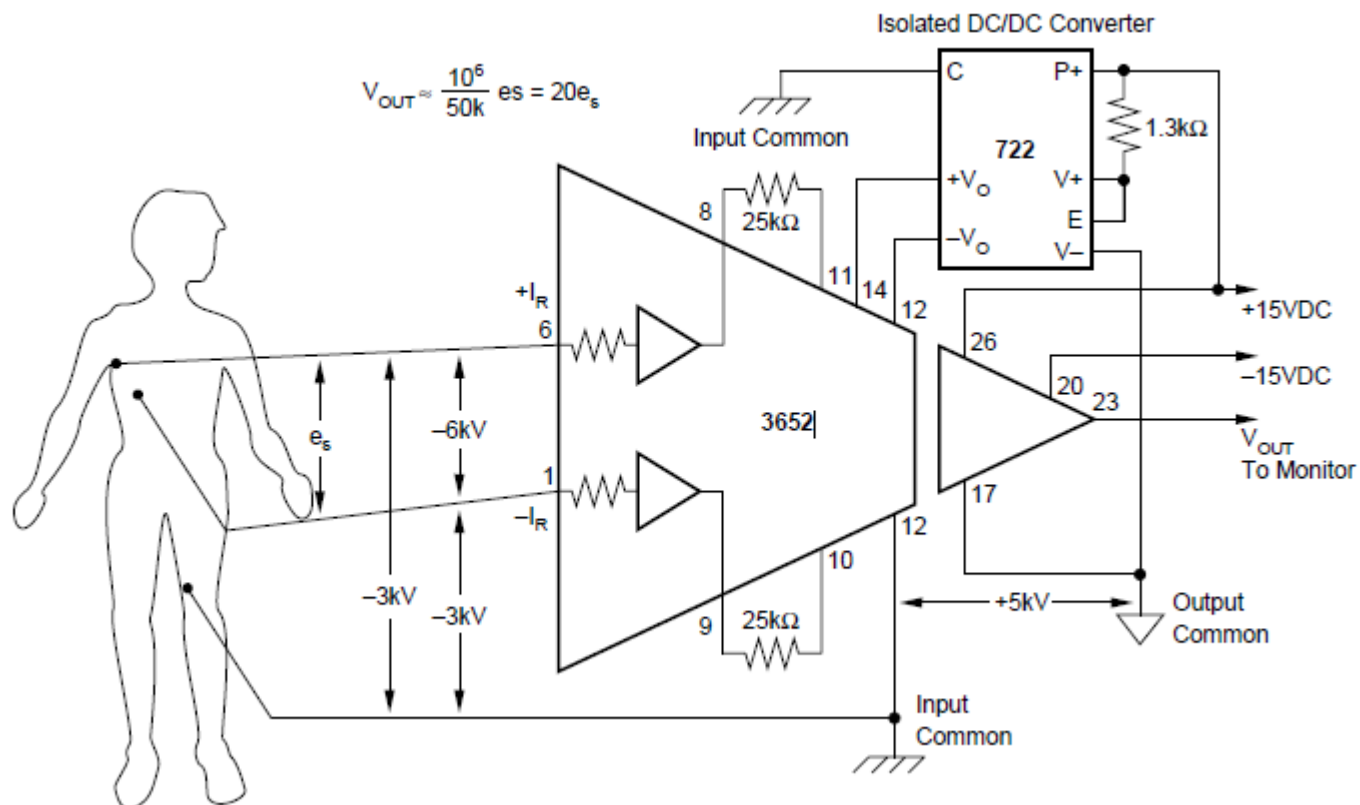 Isolated DC/DC Converter
V_OUT ≈ 10⁶/50k es = 20e_s
C
P+
Input Common
722
1.3kΩ
+V_O
V+
8
25kΩ
E
–V_O
V–
11
14
12
+I_R
6
26
+15VDC
20
–15VDC
23
e_s
–6kV
3652
V_OUT
To Monitor
1
–I_R
17
12
10
–3kV
–3kV
9
25kΩ
+5kV
Output
Common
Input
Common